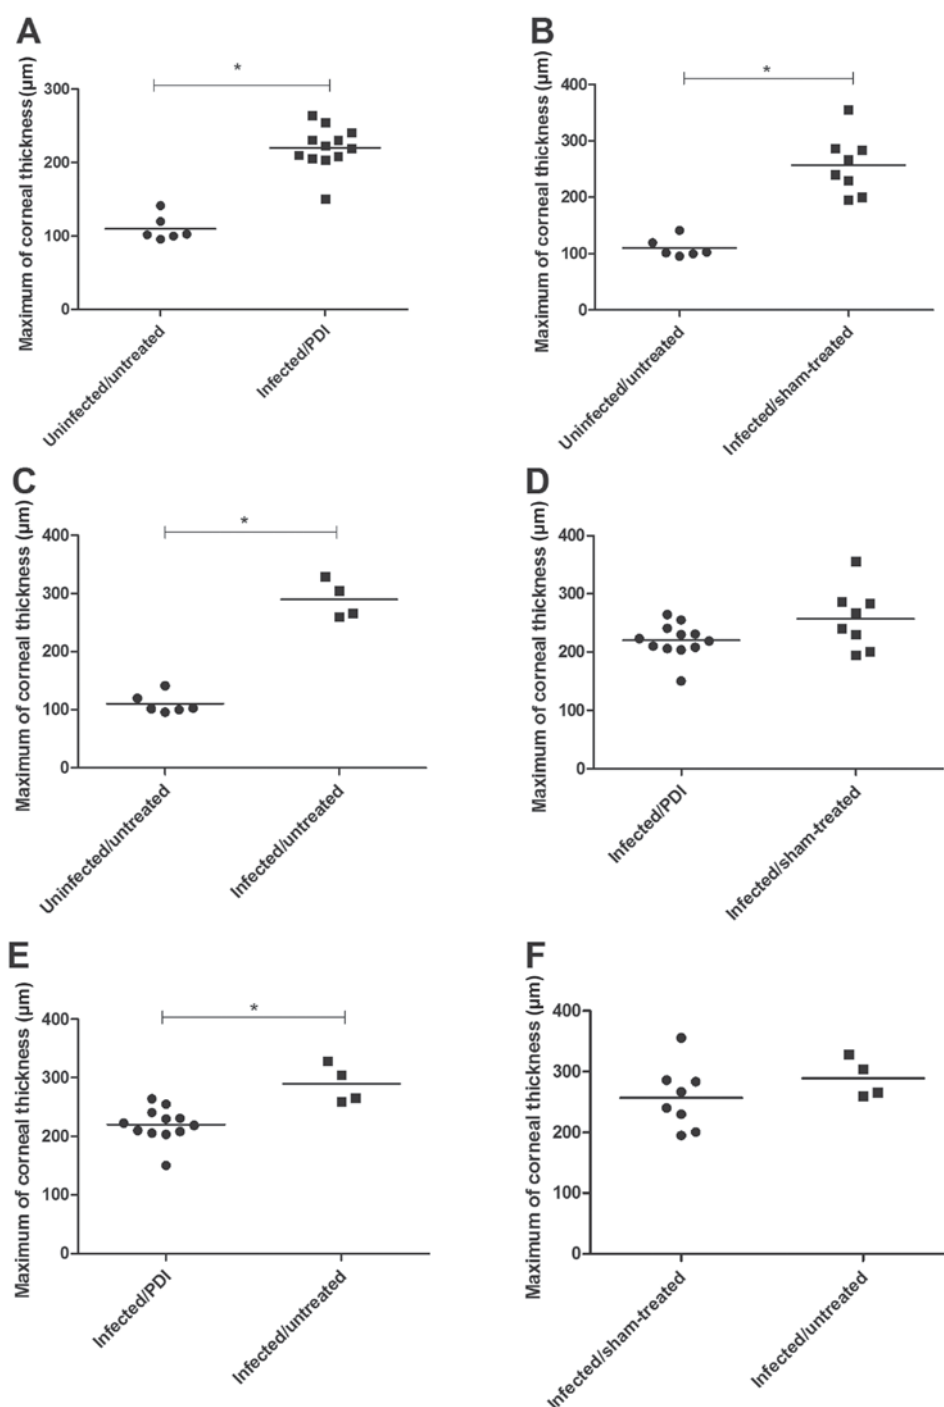 A
Maximum of corneal thickness (µm)
300
200
100
0
*
Uninfected/untreated
Infected/PDI
B
Maximum of corneal thickness (µm)
400
300
200
100
0
*
Uninfected/untreated
Infected/sham-treated
C
Maximum of corneal thickness (µm)
400
300
200
100
0
*
Uninfected/untreated
Infected/untreated
D
Maximum of corneal thickness (µm)
400
300
200
100
0
Infected/PDI
Infected/sham-treated
E
Maximum of corneal thickness (µm)
400
300
200
100
0
*
Infected/PDI
Infected/untreated
F
Maximum of corneal thickness (µm)
400
300
200
100
0
Infected/sham-treated
Infected/untreated